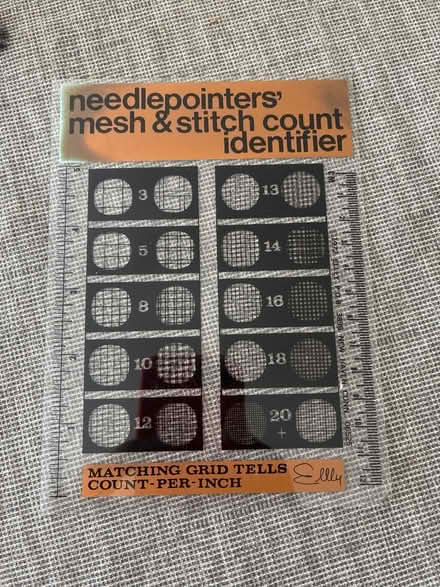 needlepointers'
mesh & stitch count
identifier
3
13
5
14
8
16
10
18
12
20
+
MATCHING GRID TELLS
COUNT-PER-INCH
Ellly